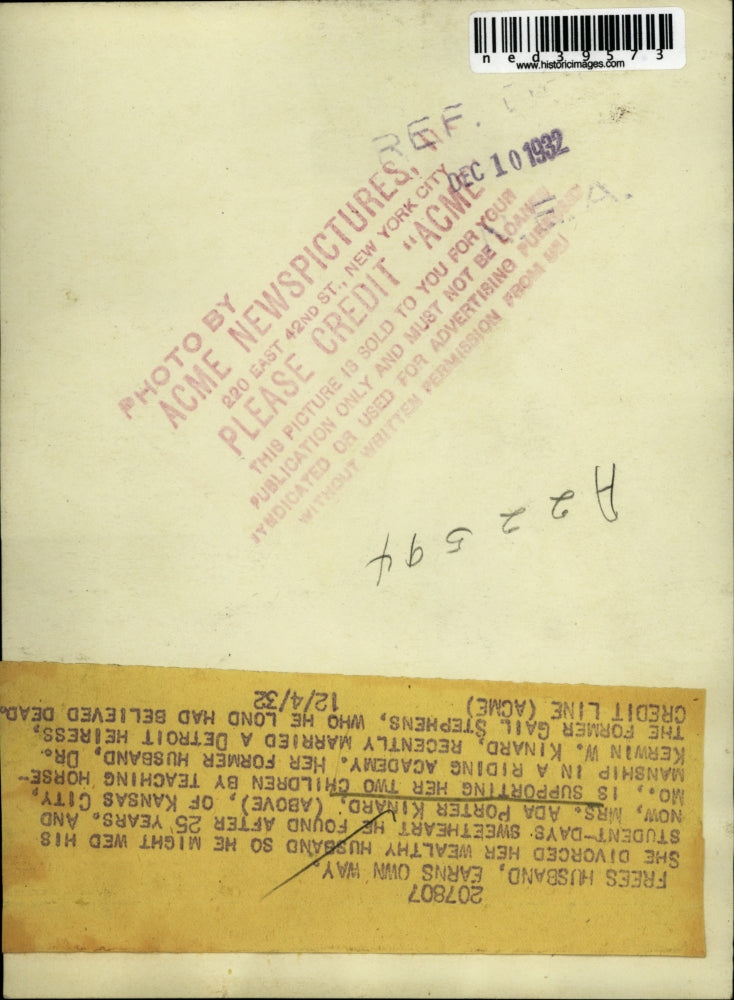 ned39573
www.historicimages.com
REF.
DEC 10 1932
N.E.A.
PHOTO BY
ACME NEWSPICTURES,
220 EAST 42ND ST., NEW YORK CITY
PLEASE CREDIT "ACME
THIS PICTURE IS SOLD TO YOU FOR YOUR
PUBLICATION ONLY AND MUST NOT BE LOANED
SYNDICATED OR USED FOR ADVERTISING PURPOSES
WITHOUT WRITTEN PERMISSION FROM US
A22594
207807
FREES HUSBAND, EARNS OWN WAY.
SHE DIVORCED HER WEALTHY HUSBAND SO HE MIGHT WED HIS
STUDENT-DAYS SWEETHEART HE FOUND AFTER 25 YEARS. AND
NOW, MRS. ADA PORTER KINARD, (ABOVE), OF KANSAS CITY,
MO., IS SUPPORTING HER TWO CHILDREN BY TEACHING HORSE-
MANSHIP IN A RIDING ACADEMY. HER FORMER HUSBAND, DR.
KERWIN W. KINARD, RECENTLY MARRIED A DETROIT HEIRESS,
THE FORMER GAIL STEPHENS, WHO HE LONG HAD BELIEVED DEAD.
CREDIT LINE (ACME) 12/4/32